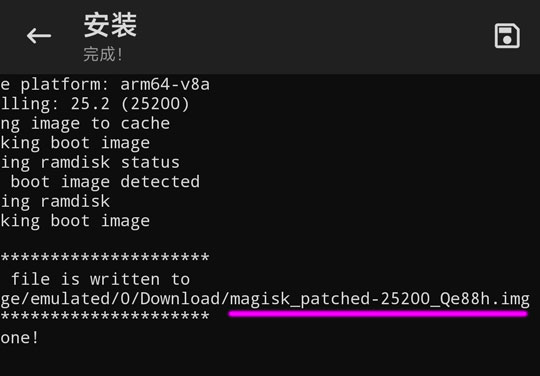 安装
完成！
e platform: arm64-v8a
lling: 25.2 (25200)
ng image to cache
king boot image
ing ramdisk status
boot image detected
ing ramdisk
king boot image
*********************
file is written to
ge/emulated/0/Download/magisk_patched-25200_Qe88h.img
*********************
one!